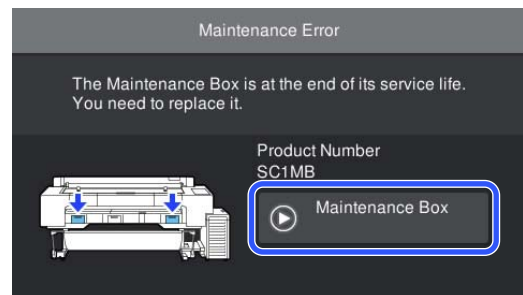 Maintenance Error
The Maintenance Box is at the end of its service life.
You need to replace it.
Product Number
SC1MB
Maintenance Box